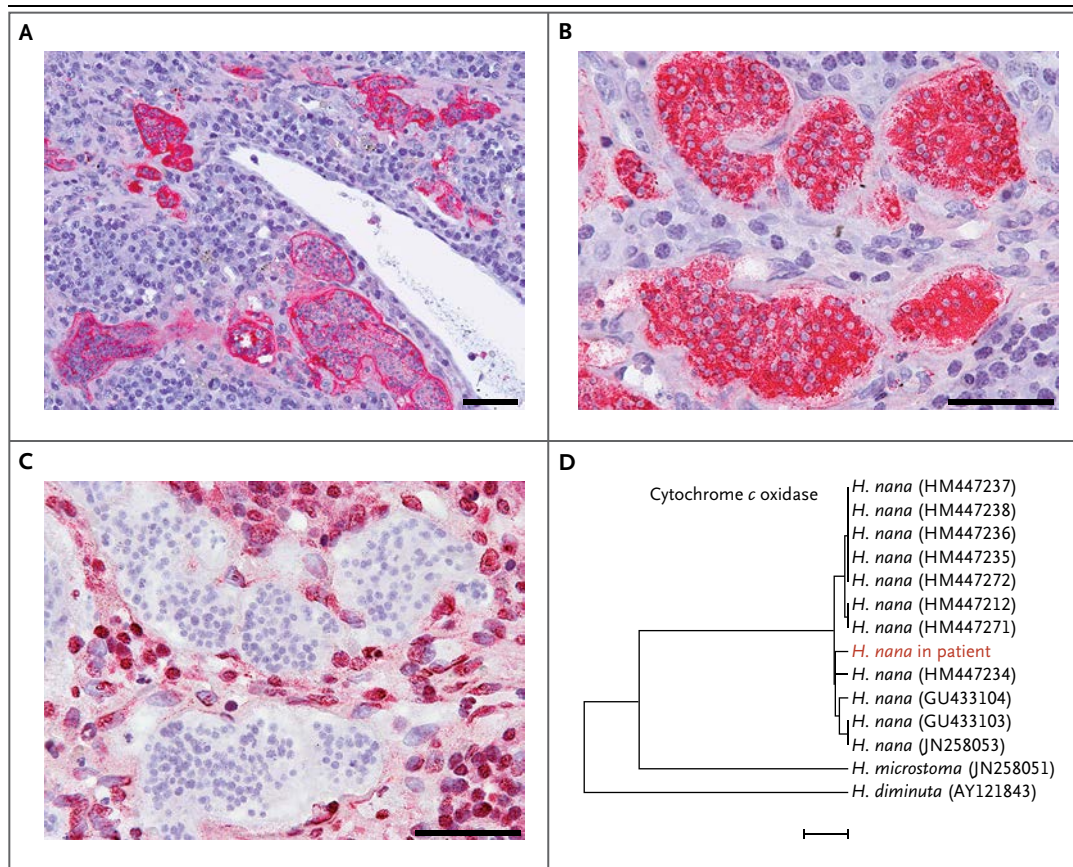 A
B
C
D
Cytochrome c oxidase
H. nana (HM447237)
H. nana (HM447238)
H. nana (HM447236)
H. nana (HM447235)
H. nana (HM447272)
H. nana (HM447212)
H. nana (HM447271)
H. nana in patient
H. nana (HM447234)
H. nana (GU433104)
H. nana (GU433103)
H. nana (JN258053)
H. microstoma (JN258051)
H. diminuta (AY121843)